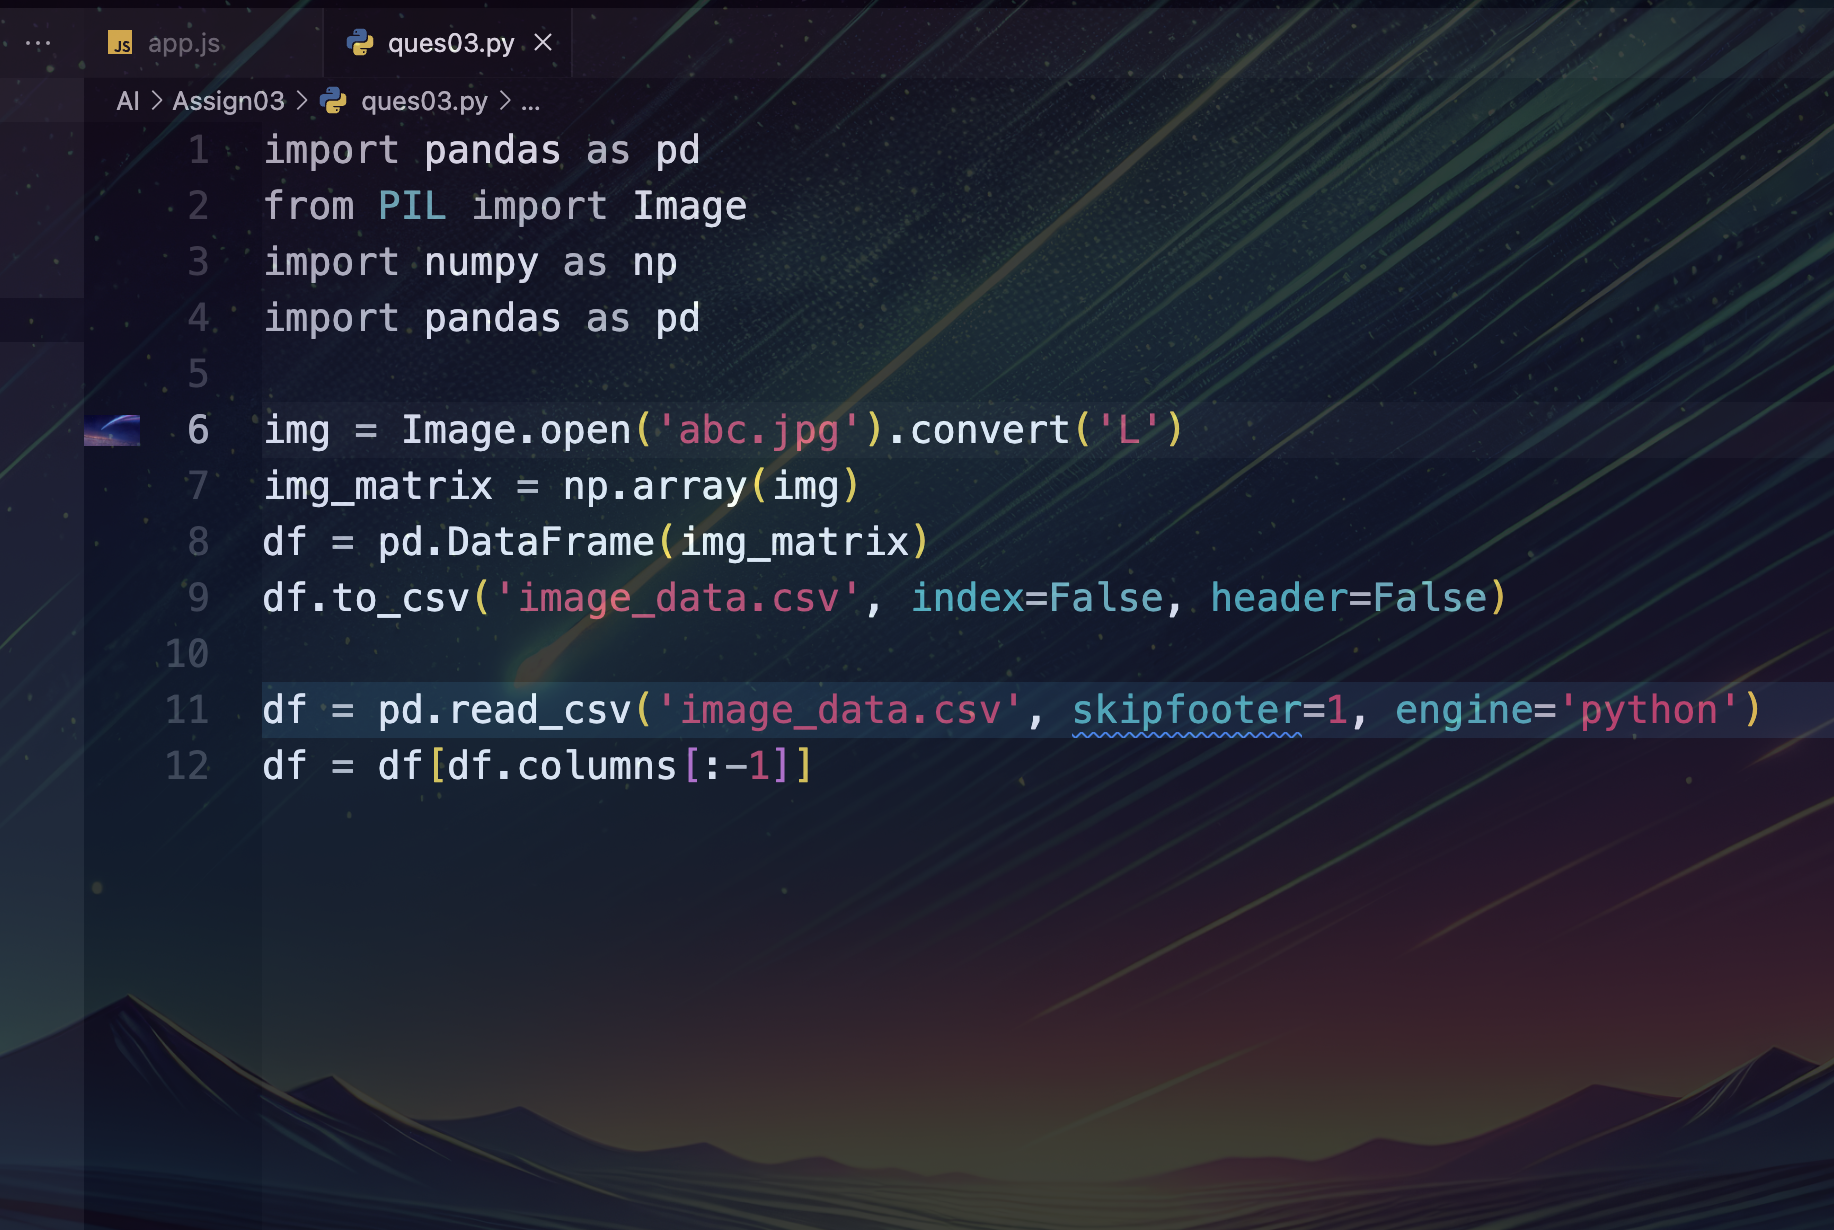 ... JS app.js ques03.py ×
AI > Assign03 > ques03.py > ...
1 import pandas as pd
2 from PIL import Image
3 import numpy as np
4 import pandas as pd
5
6 img = Image.open('abc.jpg').convert('L')
7 img_matrix = np.array(img)
8 df = pd.DataFrame(img_matrix)
9 df.to_csv('image_data.csv', index=False, header=False)
10
11 df = pd.read_csv('image_data.csv', skipfooter=1, engine='python')
12 df = df[df.columns[:-1]]